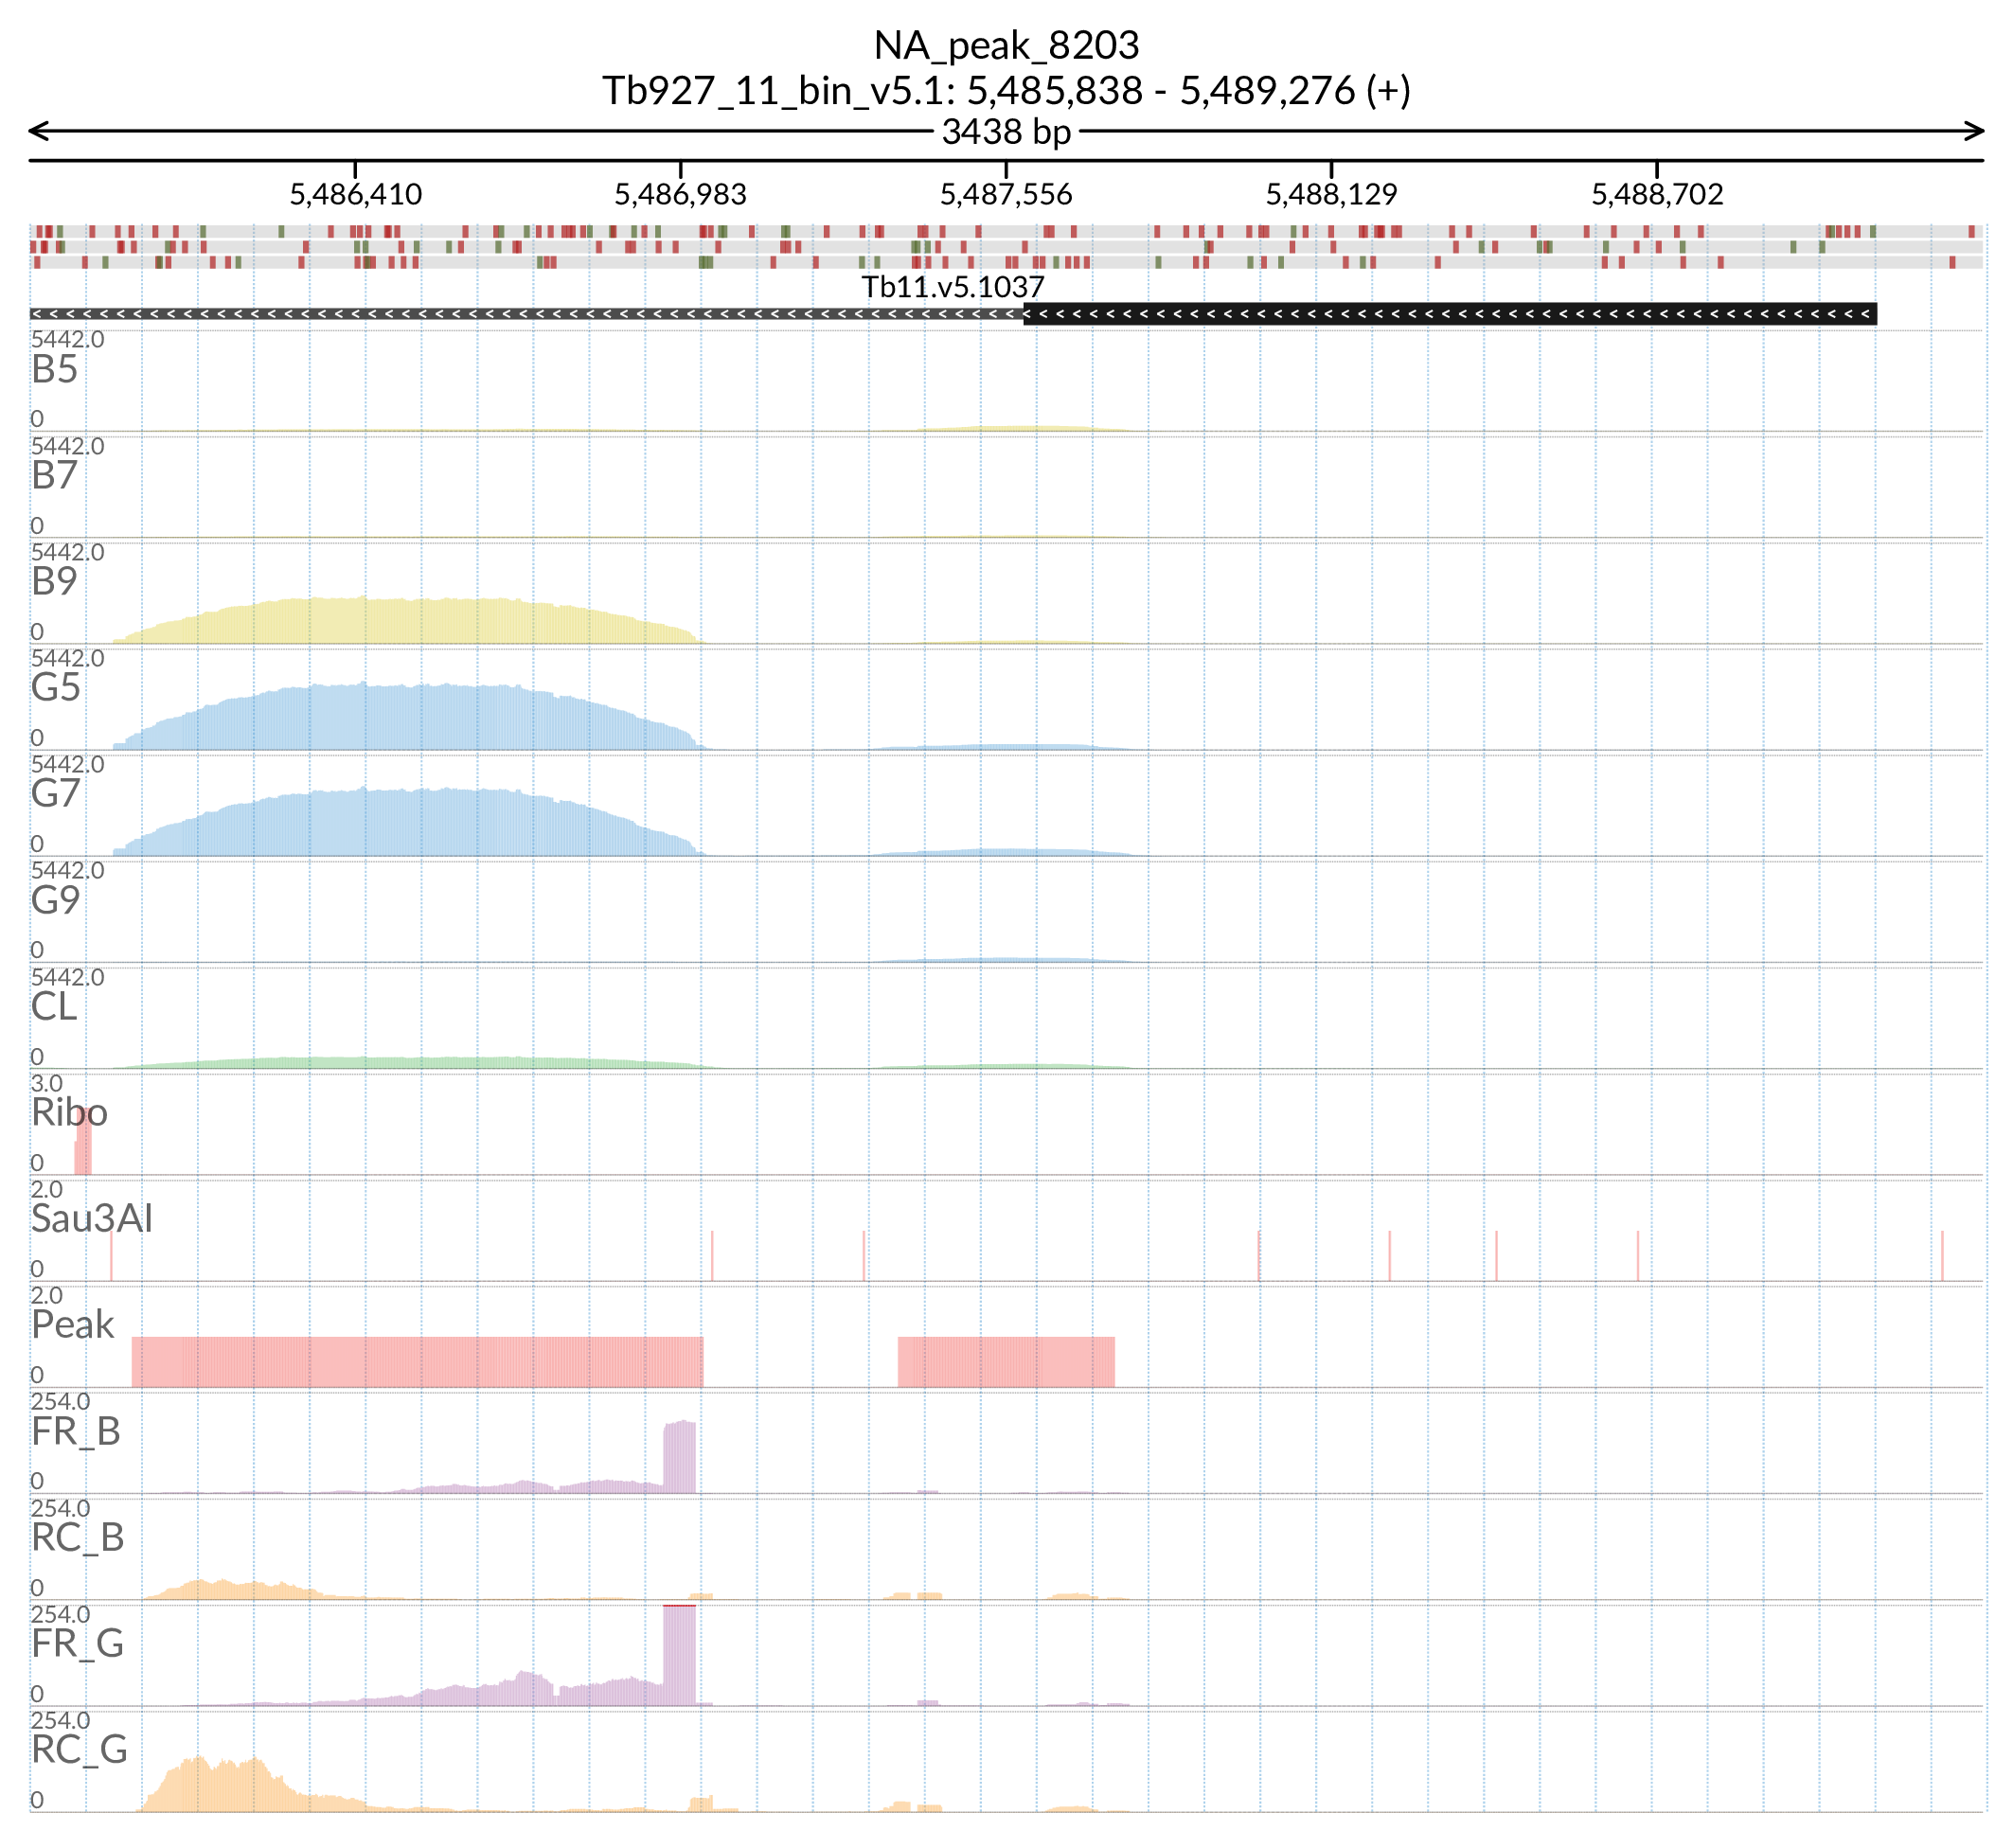 NA_peak_8203
Tb927_11_bin_v5.1: 5,485,838 - 5,489,276 (+)
3438 bp
5,486,410 5,486,983 5,487,556 5,488,129 5,488,702
Tb11.v5.1037
5442.0
B5
0
5442.0
B7
0
5442.0
B9
0
5442.0
G5
0
5442.0
G7
0
5442.0
G9
0
5442.0
CL
0
3.0
Ribo
0
2.0
Sau3AI
0
2.0
Peak
0
254.0
FR_B
0
254.0
RC_B
0
254.0
FR_G
0
254.0
RC_G
0